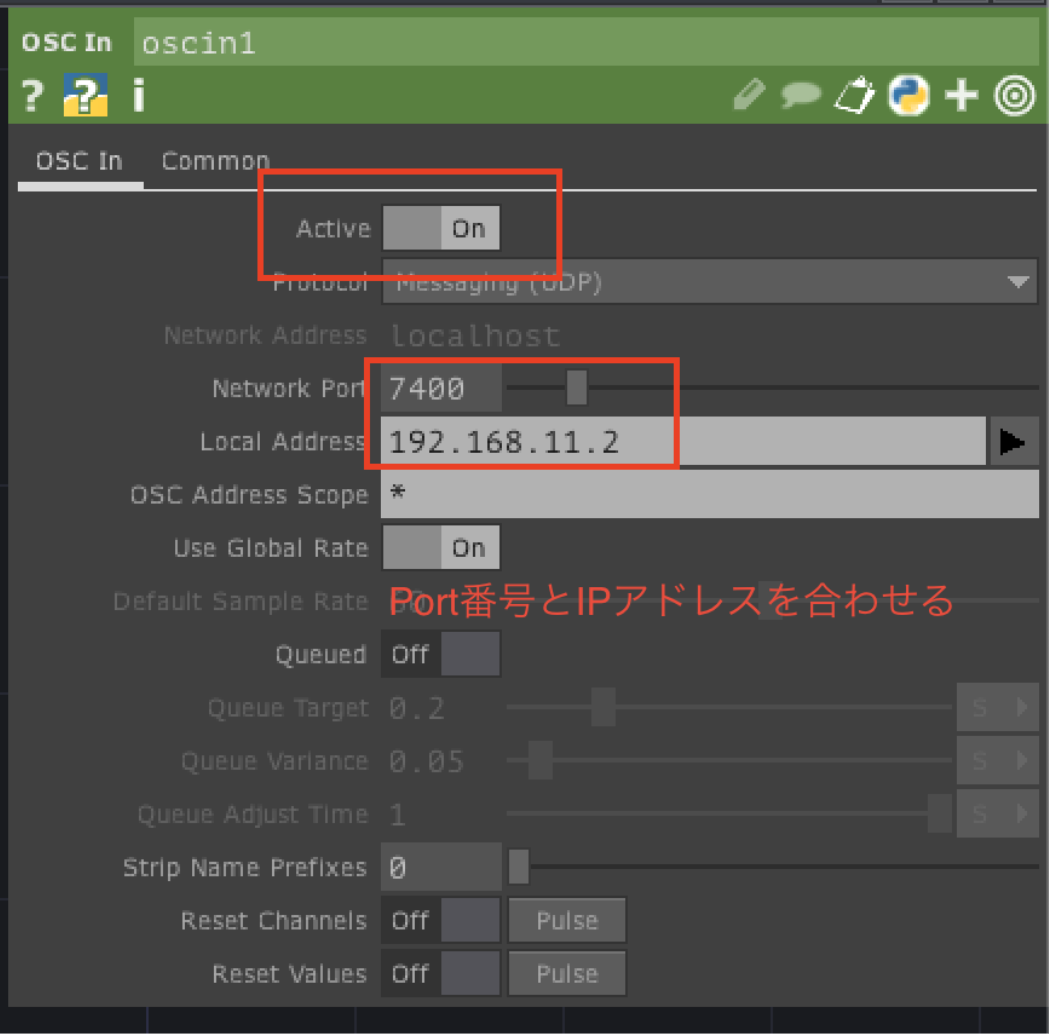 OSC In oscin1
? ? i
OSC In Common
Active On
Protocol Messaging (UDP)
Network Address localhost
Network Port 7400
Local Address 192.168.11.2
OSC Address Scope *
Use Global Rate On
Default Sample Rate
Port番号とIPアドレスを合わせる
Queued Off
Queue Target 0.2 S
Queue Variance 0.05 S
Queue Adjust Time 1 S
Strip Name Prefixes 0
Reset Channels Off Pulse
Reset Values Off Pulse